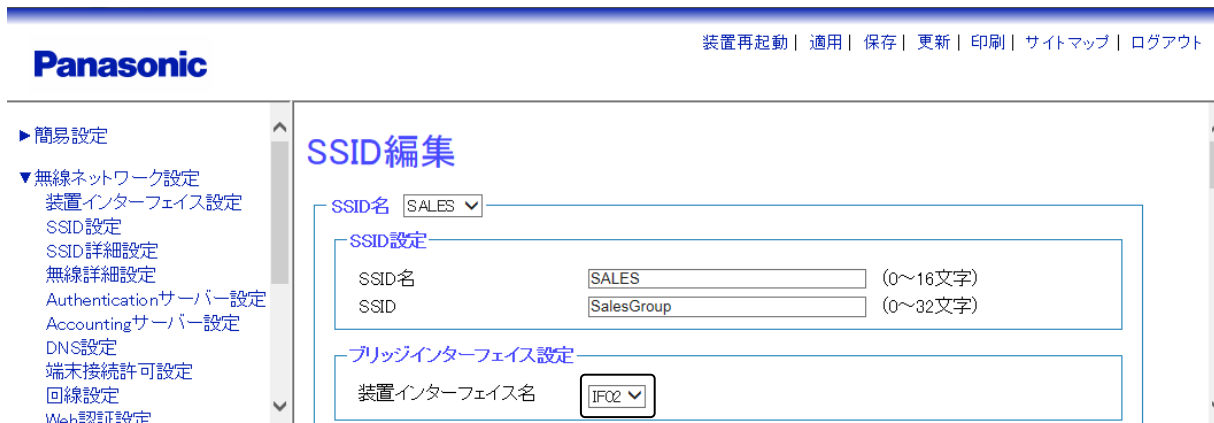 Panasonic
装置再起動| 適用| 保存| 更新| 印刷| サイトマップ| ログアウト
▶簡易設定
▼無線ネットワーク設定
装置インターフェイス設定
SSID設定
SSID詳細設定
無線詳細設定
Authenticationサーバー設定
Accountingサーバー設定
DNS設定
端末接続許可設定
回線設定
Web認証設定
SSID編集
SSID名 SALES
SSID設定
SSID名 SALES (0～16文字)
SSID SalesGroup (0～32文字)
ブリッジインターフェイス設定
装置インターフェイス名 IF02